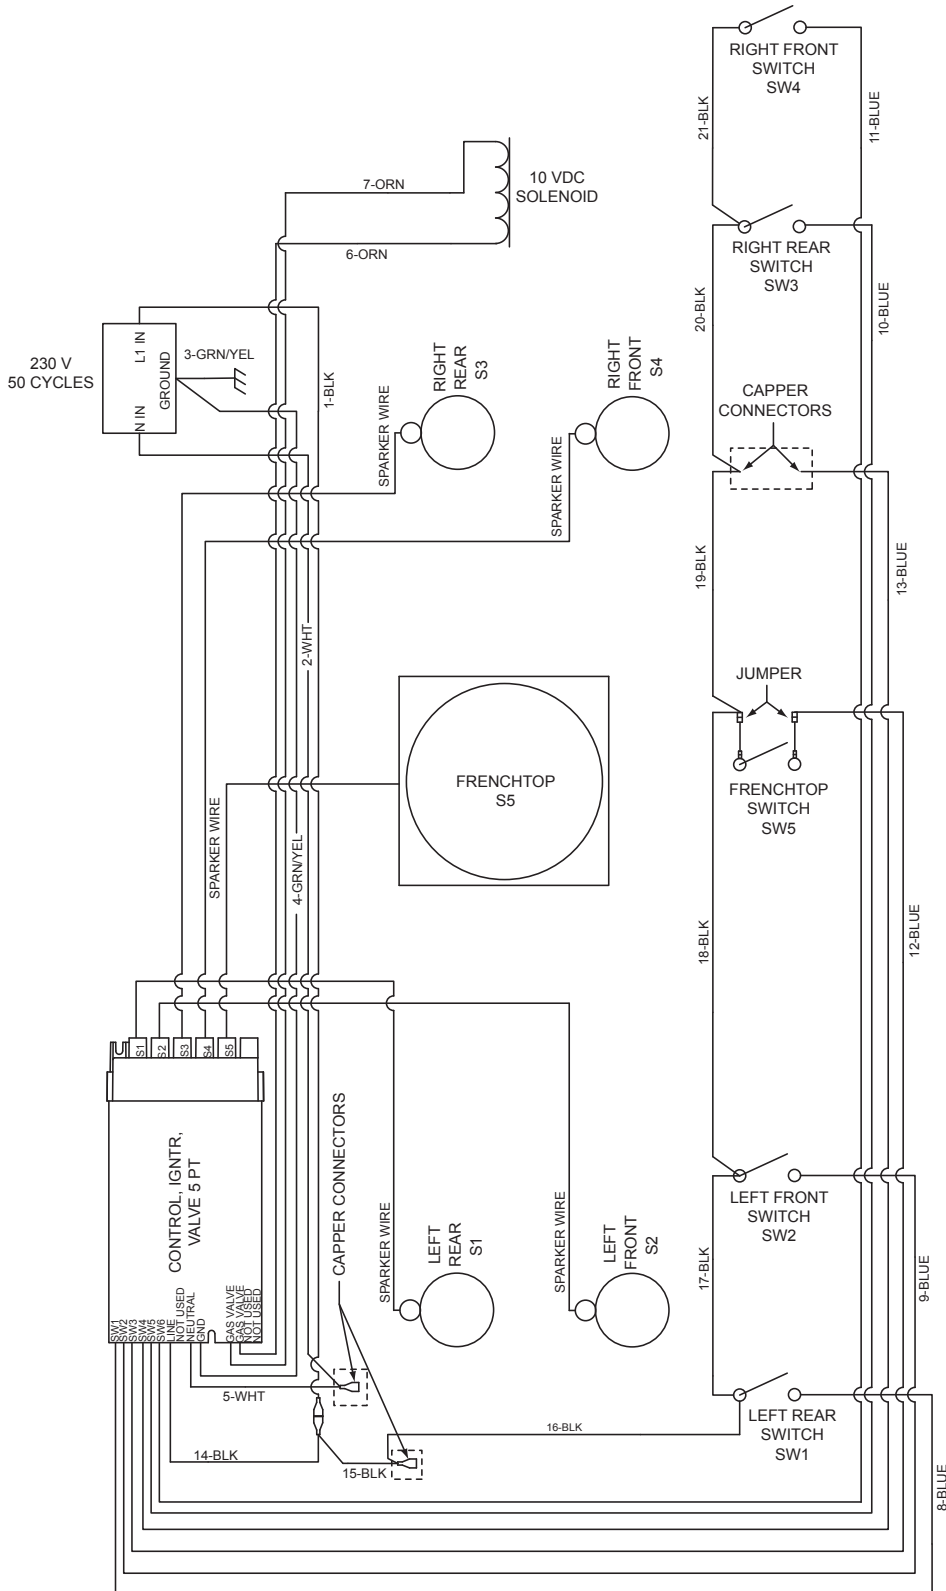 RIGHT FRONT
SWITCH
SW4
21-BLK
11-BLUE
7-ORN
10 VDC
SOLENOID
6-ORN
RIGHT REAR
SWITCH
SW3
20-BLK
10-BLUE
230 V
50 CYCLES
L1 IN
GROUND
N IN
3-GRN/YEL
1-BLK
SPARKER WIRE
RIGHT
REAR
S3
SPARKER WIRE
RIGHT
FRONT
S4
CAPPER
CONNECTORS
19-BLK
13-BLUE
2-WHT
JUMPER
FRENCHTOP
S5
FRENCHTOP
SWITCH
SW5
SPARKER WIRE
4-GRN/YEL
18-BLK
12-BLUE
S1
S2
S3
S4
S5
CONTROL, IGNTR,
VALVE 5 PT
CAPPER CONNECTORS
SPARKER WIRE
LEFT
REAR
S1
SPARKER WIRE
LEFT
FRONT
S2
LEFT FRONT
SWITCH
SW2
17-BLK
9-BLUE
SW1
SW2
SW3
SW4
SW5
SW6
LINE
NOT USED
NEUTRAL
GND
GAS VALVE
GAS VALVE
NOT USED
NOT USED
5-WHT
16-BLK
LEFT REAR
SWITCH
SW1
14-BLK
15-BLK
8-BLUE